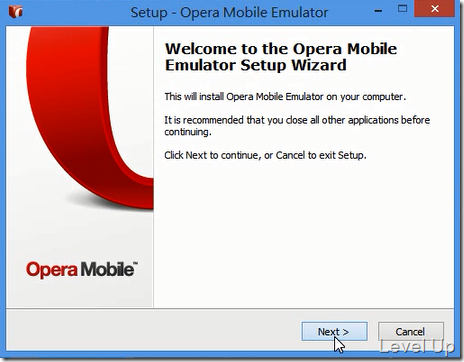 Setup - Opera Mobile Emulator
Welcome to the Opera Mobile
Emulator Setup Wizard
This will install Opera Mobile Emulator on your computer.
It is recommended that you close all other applications before
continuing.
Click Next to continue, or Cancel to exit Setup.
Opera Mobile™
Next >
Cancel
Level Up